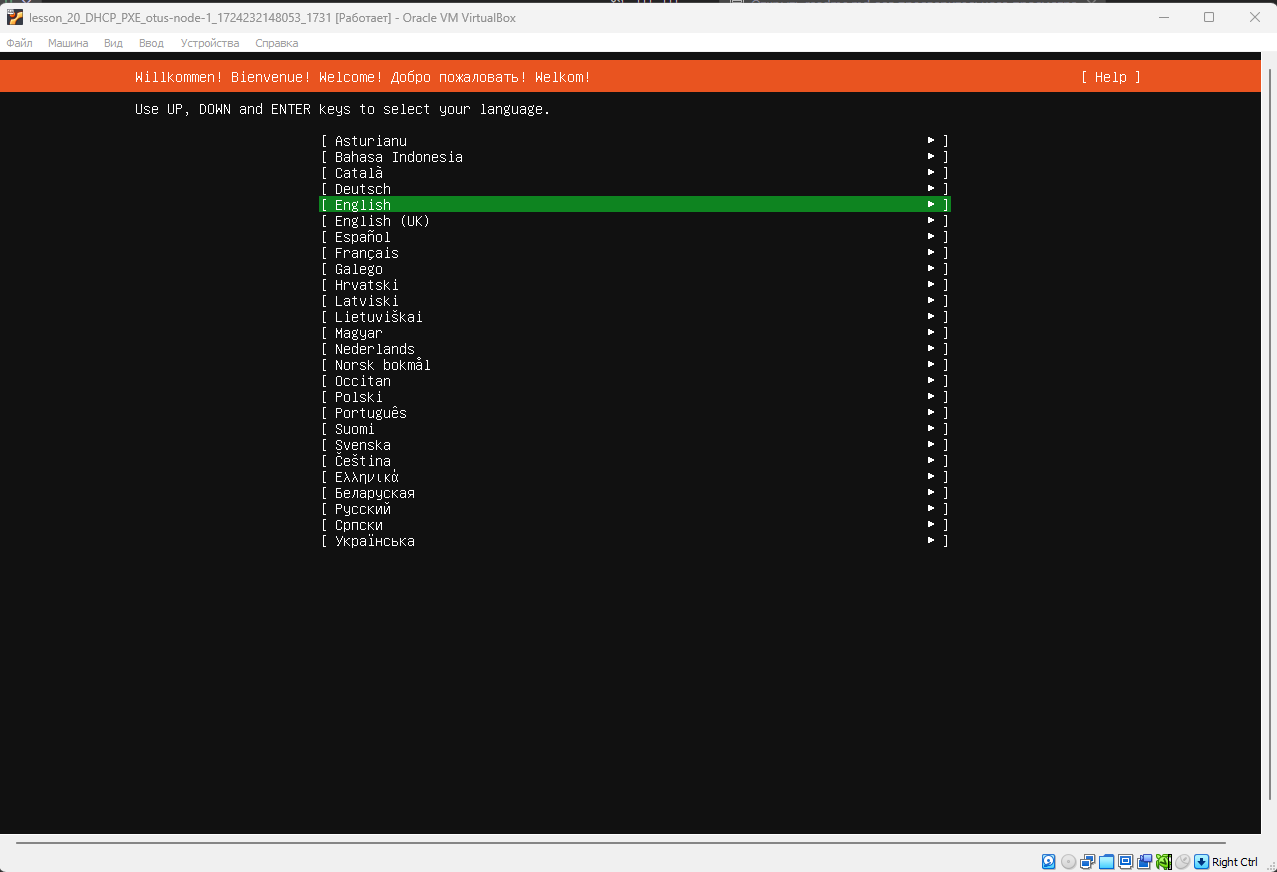 lesson_20_DHCP_PXE_otus-node-1_1724232148053_1731 [Работает] - Oracle VM VirtualBox
Файл Машина Вид Ввод Устройства Справка
Willkommen! Bienvenue! Welcome! Добро пожаловать! Welkom! [ Help ]
Use UP, DOWN and ENTER keys to select your language.
[ Asturianu ► ]
[ Bahasa Indonesia ► ]
[ Català ► ]
[ Deutsch ► ]
[ English ► ]
[ English (UK) ► ]
[ Español ► ]
[ Français ► ]
[ Galego ► ]
[ Hrvatski ► ]
[ Latviski ► ]
[ Lietuviškai ► ]
[ Magyar ► ]
[ Nederlands ► ]
[ Norsk bokmål ► ]
[ Occitan ► ]
[ Polski ► ]
[ Português ► ]
[ Suomi ► ]
[ Svenska ► ]
[ Čeština ► ]
[ Ελληνικά ► ]
[ Беларуская ► ]
[ Русский ► ]
[ Српски ► ]
[ Українська ► ]
Right Ctrl